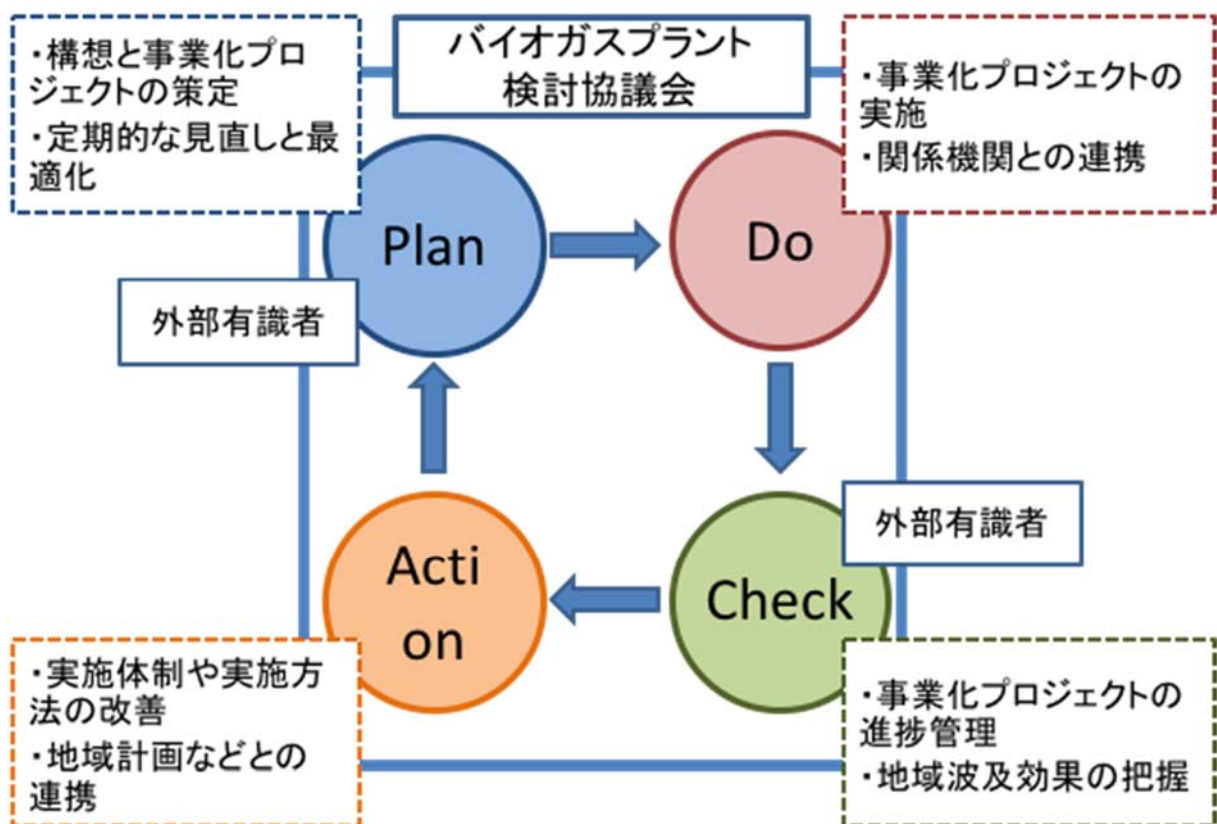 バイオガスプラント
検討協議会
・構想と事業化プロ
ジェクトの策定
・定期的な見直しと最
適化
・事業化プロジェクトの
実施
・関係機関との連携
Plan
Do
外部有識者
外部有識者
Acti
on
Check
・実施体制や実施方
法の改善
・地域計画などとの
連携
・事業化プロジェクトの
進捗管理
・地域波及効果の把握